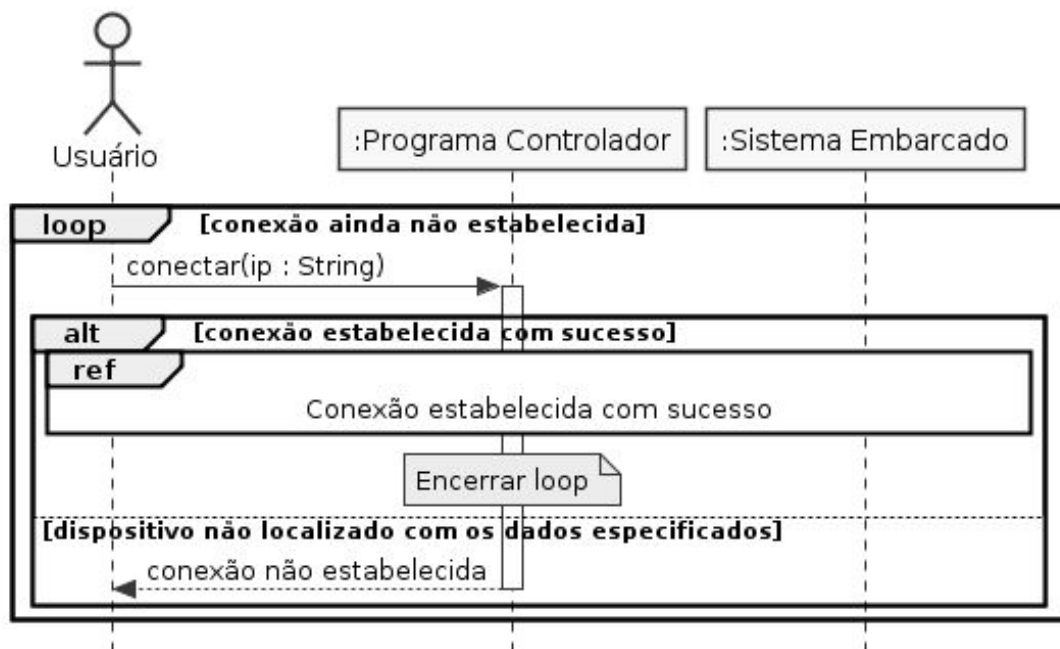 Usuário
:Programa Controlador
:Sistema Embarcado
loop
[conexão ainda não estabelecida]
conectar(ip : String)
alt
[conexão estabelecida com sucesso]
ref
Conexão estabelecida com sucesso
Encerrar loop
[dispositivo não localizado com os dados especificados]
conexão não estabelecida